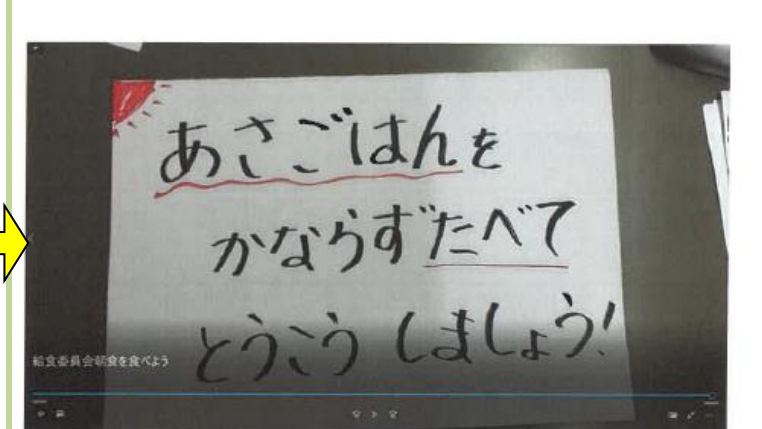 あさごはんを
かならずたべて
とうこうしましょう!
給食委員会朝食を食べよう